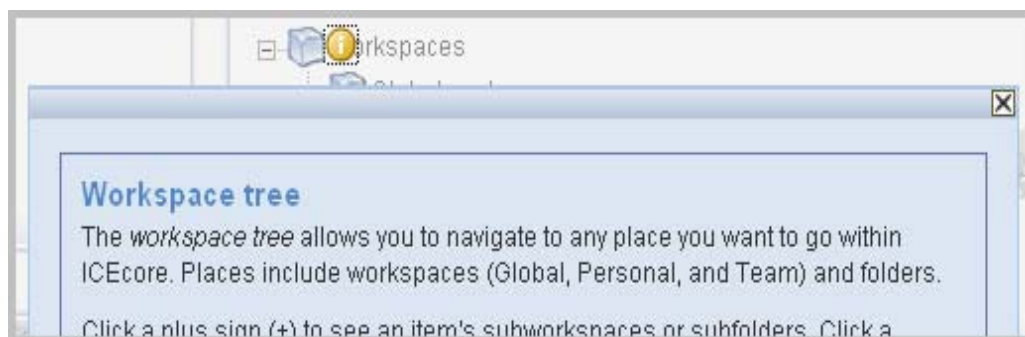 i rkspaces
Workspace tree
The workspace tree allows you to navigate to any place you want to go within
ICEcore. Places include workspaces (Global, Personal, and Team) and folders.
Click a plus sign (+) to see an item's subworkspaces or subfolders. Click a